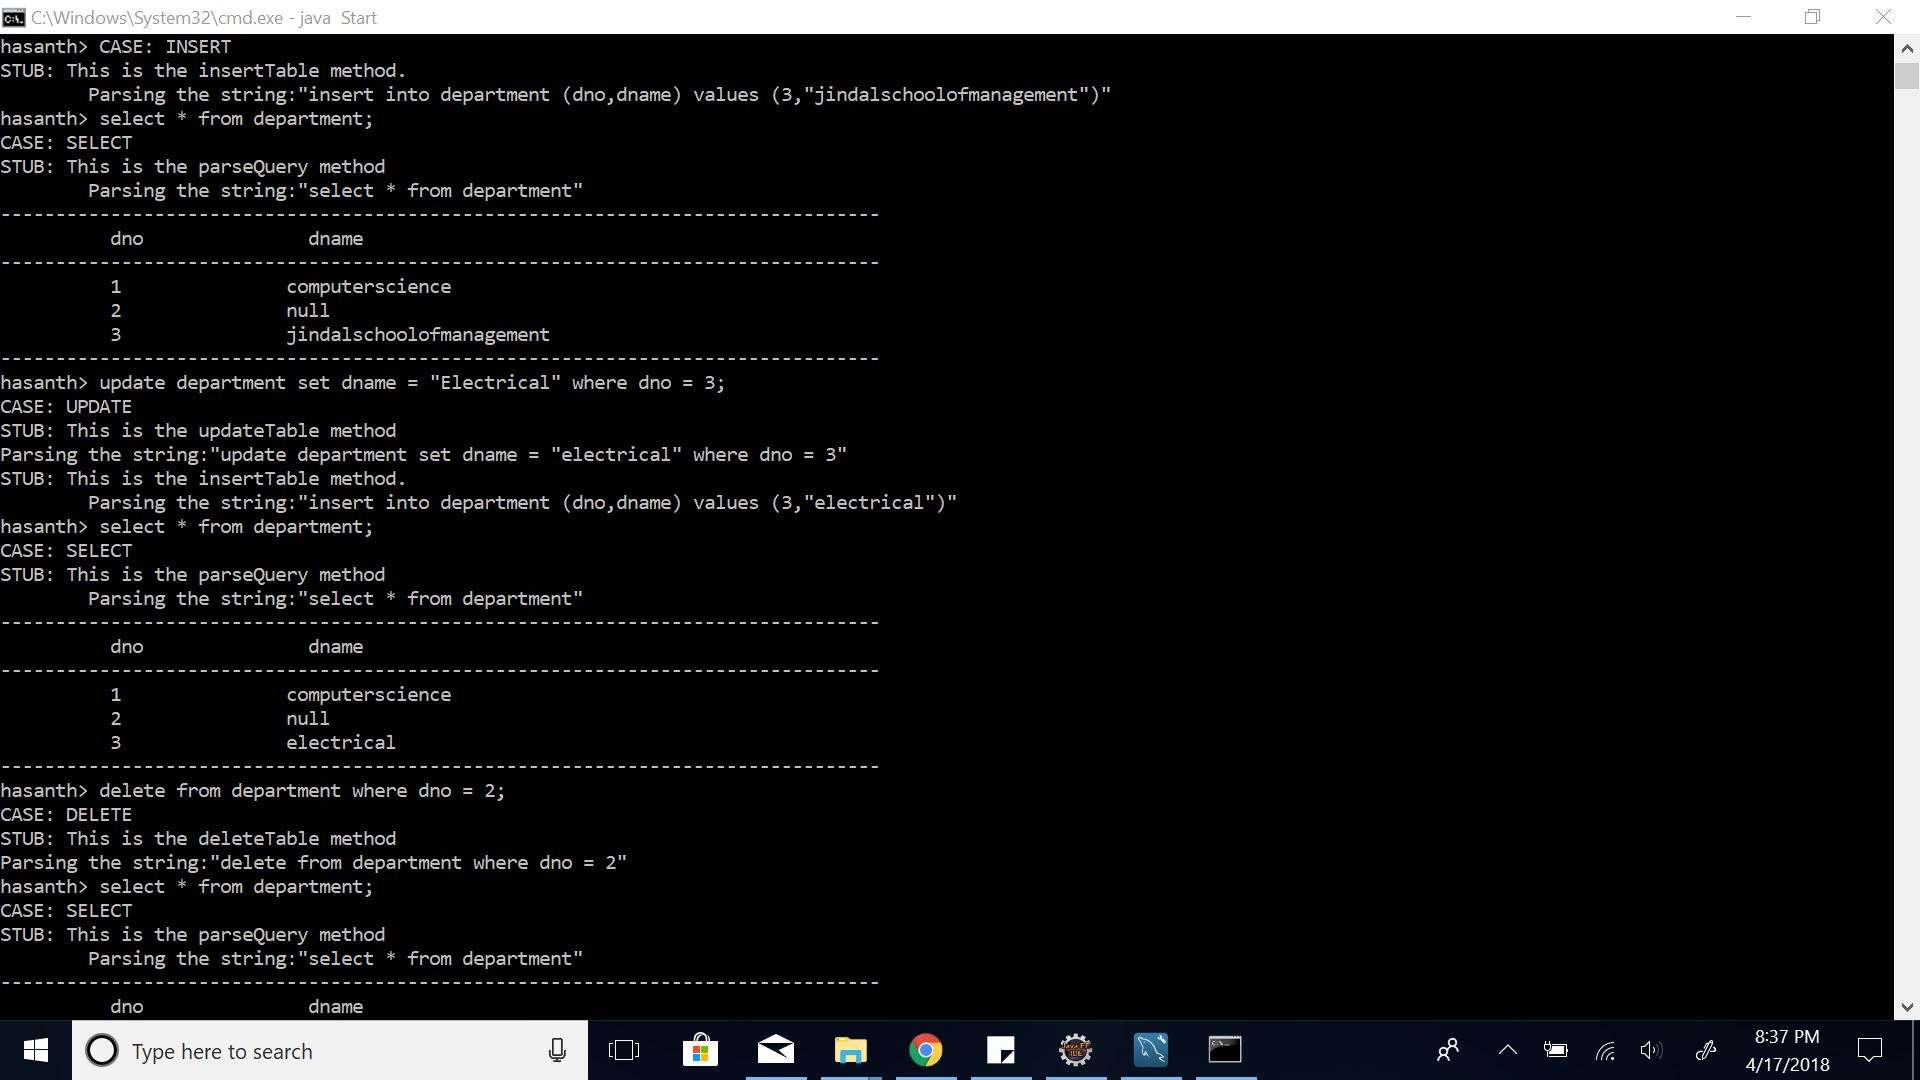 C:\Windows\System32\cmd.exe - java  Start
hasanth> CASE: INSERT
STUB: This is the insertTable method.
        Parsing the string:"insert into department (dno,dname) values (3,"jindalschoolofmanagement")"
hasanth> select * from department;
CASE: SELECT
STUB: This is the parseQuery method
        Parsing the string:"select * from department"
--------------------------------------------------------------------------------
          dno               dname
--------------------------------------------------------------------------------
          1               computerscience
          2               null
          3               jindalschoolofmanagement
--------------------------------------------------------------------------------
hasanth> update department set dname = "Electrical" where dno = 3;
CASE: UPDATE
STUB: This is the updateTable method
Parsing the string:"update department set dname = "electrical" where dno = 3"
STUB: This is the insertTable method.
        Parsing the string:"insert into department (dno,dname) values (3,"electrical")"
hasanth> select * from department;
CASE: SELECT
STUB: This is the parseQuery method
        Parsing the string:"select * from department"
--------------------------------------------------------------------------------
          dno               dname
--------------------------------------------------------------------------------
          1               computerscience
          2               null
          3               electrical
--------------------------------------------------------------------------------
hasanth> delete from department where dno = 2;
CASE: DELETE
STUB: This is the deleteTable method
Parsing the string:"delete from department where dno = 2"
hasanth> select * from department;
CASE: SELECT
STUB: This is the parseQuery method
        Parsing the string:"select * from department"
--------------------------------------------------------------------------------
          dno               dname
Type here to search
8:37 PM
4/17/2018